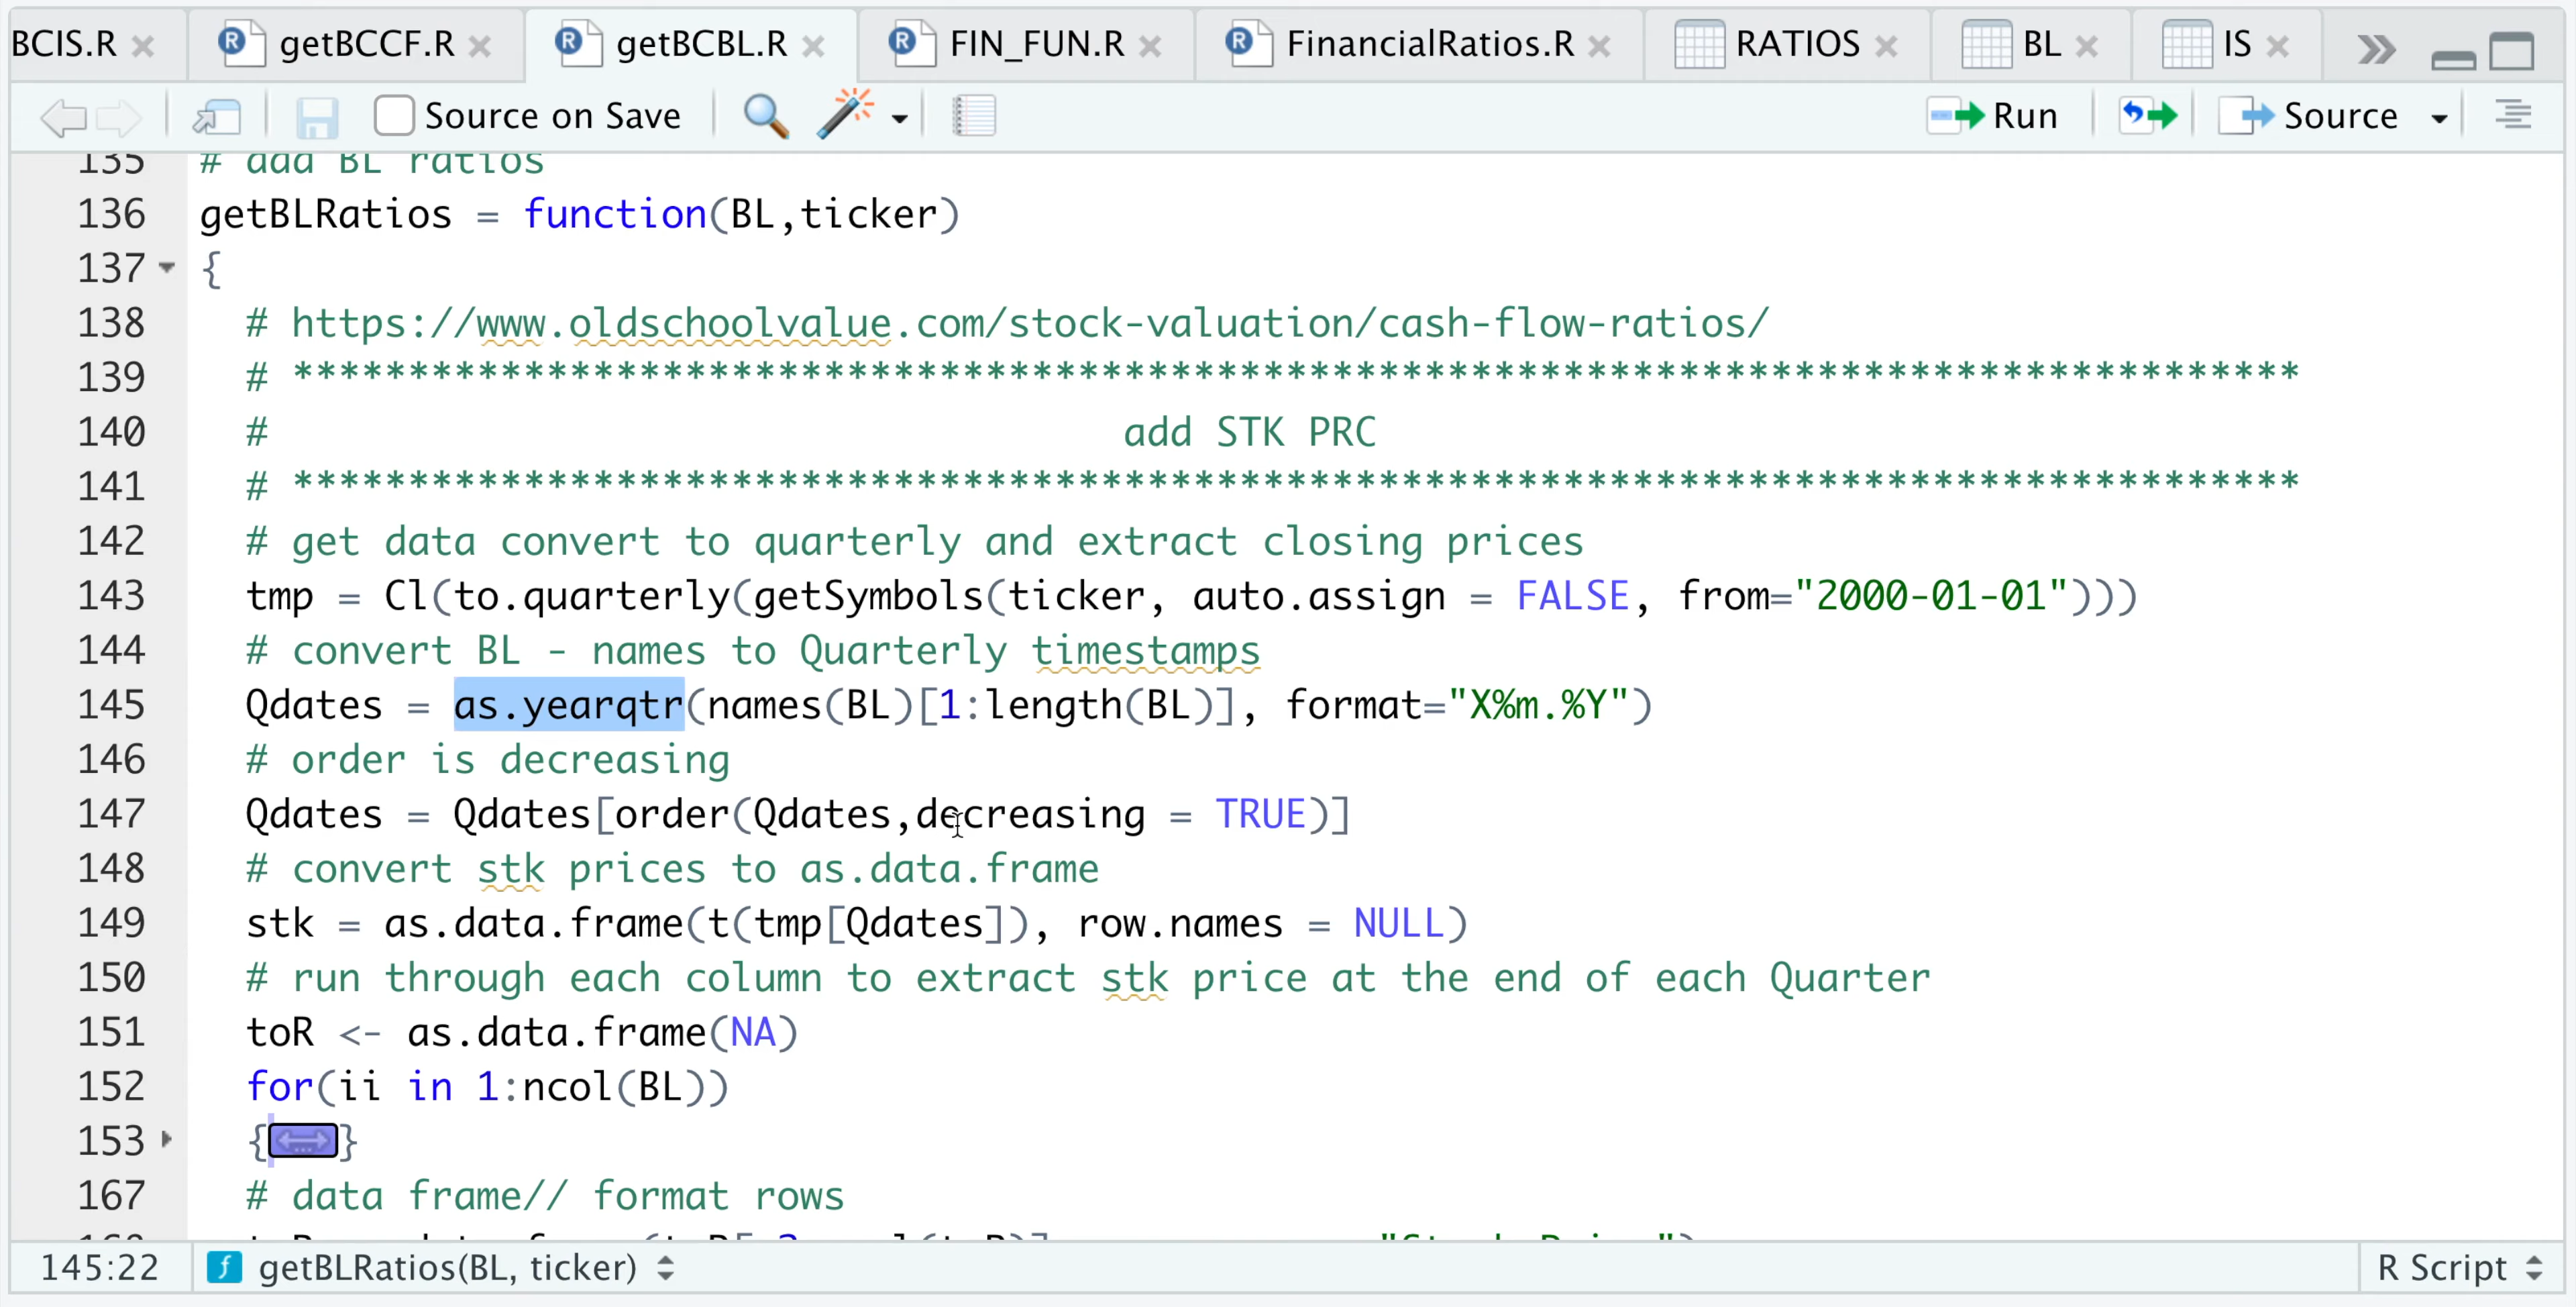 BCIS.R getBCCF.R getBCBL.R FIN_FUN.R FinancialRatios.R RATIOS BL IS
Source on Save Run Source
135 # add BL ratios
136 getBLRatios = function(BL,ticker)
137 {
138 # https://www.oldschoolvalue.com/stock-valuation/cash-flow-ratios/
139 # ***************************************************************************************
140 # add STK PRC
141 # ***************************************************************************************
142 # get data convert to quarterly and extract closing prices
143 tmp = Cl(to.quarterly(getSymbols(ticker, auto.assign = FALSE, from="2000-01-01")))
144 # convert BL - names to Quarterly timestamps
145 Qdates = as.yearqtr(names(BL)[1:length(BL)], format="X%m.%Y")
146 # order is decreasing
147 Qdates = Qdates[order(Qdates,decreasing = TRUE)]
148 # convert stk prices to as.data.frame
149 stk = as.data.frame(t(tmp[Qdates]), row.names = NULL)
150 # run through each column to extract stk price at the end of each Quarter
151 toR <- as.data.frame(NA)
152 for(ii in 1:ncol(BL))
153 {...}
167 # data frame// format rows
145:22 getBLRatios(BL, ticker) R Script